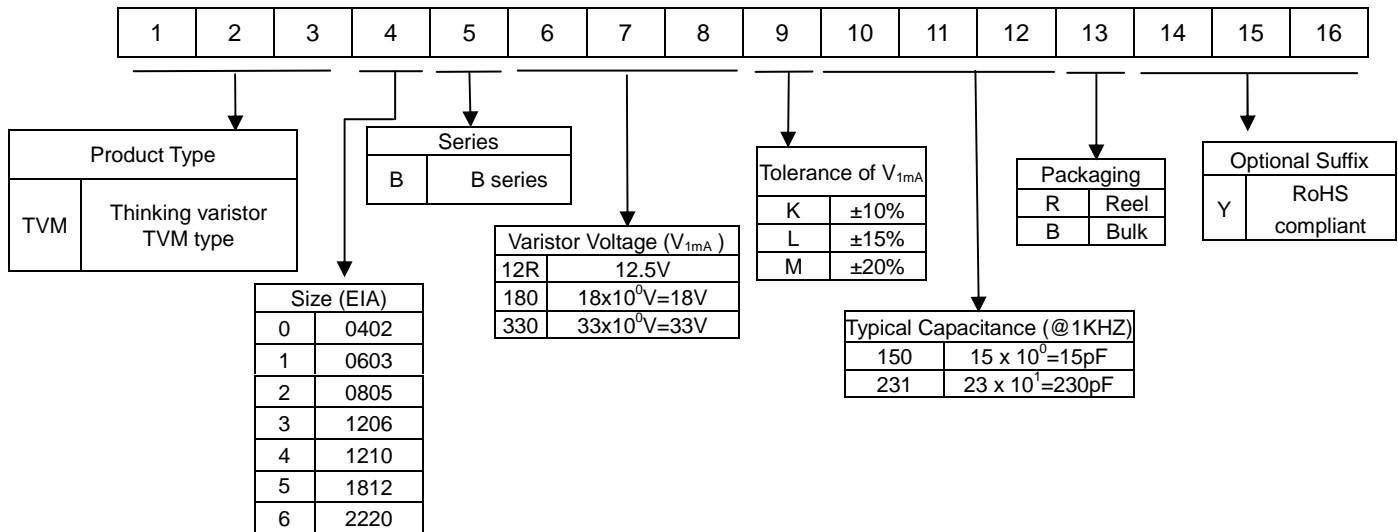 1 2 3 4 5 6 7 8 9 10 11 12 13 14 15 16
Product Type
TVM Thinking varistor
TVM type
Size (EIA)
0 0402
1 0603
2 0805
3 1206
4 1210
5 1812
6 2220
Series
B B series
Varistor Voltage (V1mA )
12R 12.5V
180 18x10⁰V=18V
330 33x10⁰V=33V
Tolerance of V1mA
K ±10%
L ±15%
M ±20%
Typical Capacitance (@1KHZ)
150 15 x 10⁰=15pF
231 23 x 10¹=230pF
Packaging
R Reel
B Bulk
Optional Suffix
Y RoHS
compliant